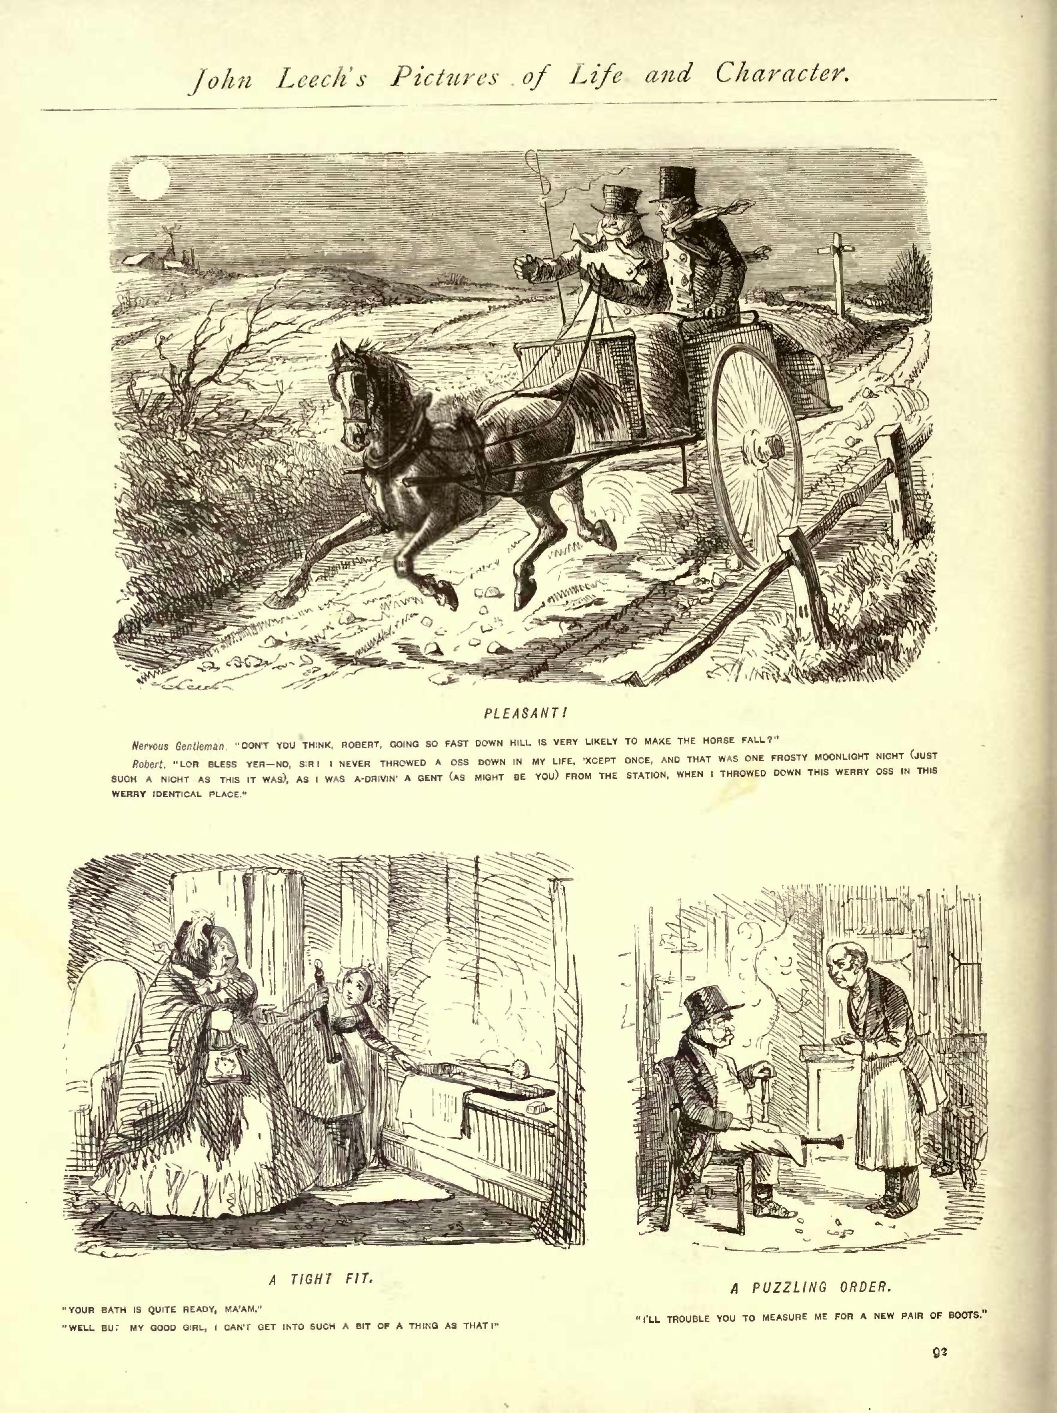 John Leech's Pictures of Life and Character.
PLEASANT!
Nervous Gentleman. "DON'T YOU THINK, ROBERT, GOING SO FAST DOWN HILL IS VERY LIKELY TO MAKE THE HORSE FALL?"
Robert. "LOR BLESS YER—NO, SIR! I NEVER THROWED A OSS DOWN IN MY LIFE, 'XCEPT ONCE, AND THAT WAS ONE FROSTY MOONLIGHT NIGHT (JUST
SUCH A NIGHT AS THIS IT WAS), AS I WAS A-DRIVIN' A GENT (AS MIGHT BE YOU) FROM THE STATION, WHEN I THROWED DOWN THIS WERRY OSS IN THIS
WERRY IDENTICAL PLACE."
A TIGHT FIT.
"YOUR BATH IS QUITE READY, MA'AM."
"WELL BUT MY GOOD GIRL, I CAN'T GET INTO SUCH A BIT OF A THING AS THAT!"
A PUZZLING ORDER.
"I'LL TROUBLE YOU TO MEASURE ME FOR A NEW PAIR OF BOOTS."